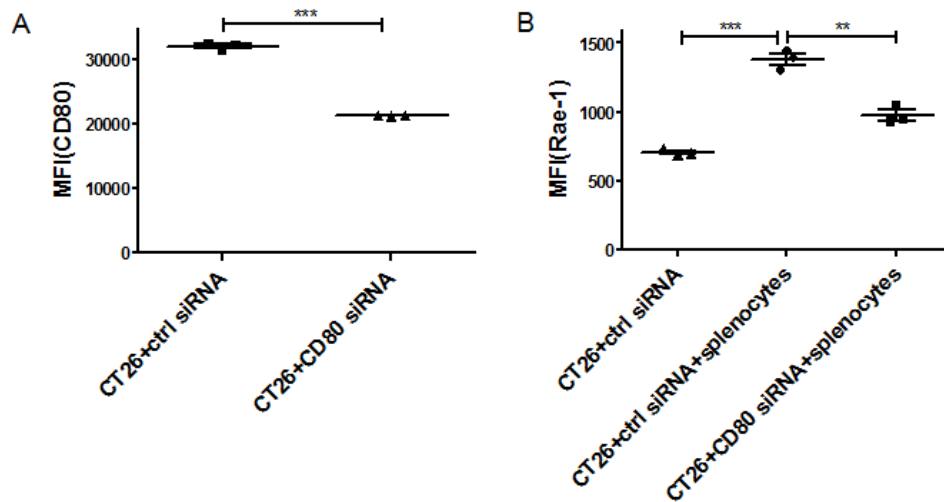 A
***
MFI(CD80)
30000
20000
10000
0
CT26+ctrl siRNA
CT26+CD80 siRNA
B
***
**
MFI(Rae-1)
1500
1000
500
0
CT26+ctrl siRNA
CT26+ctrl siRNA+splenocytes
CT26+CD80 siRNA+splenocytes